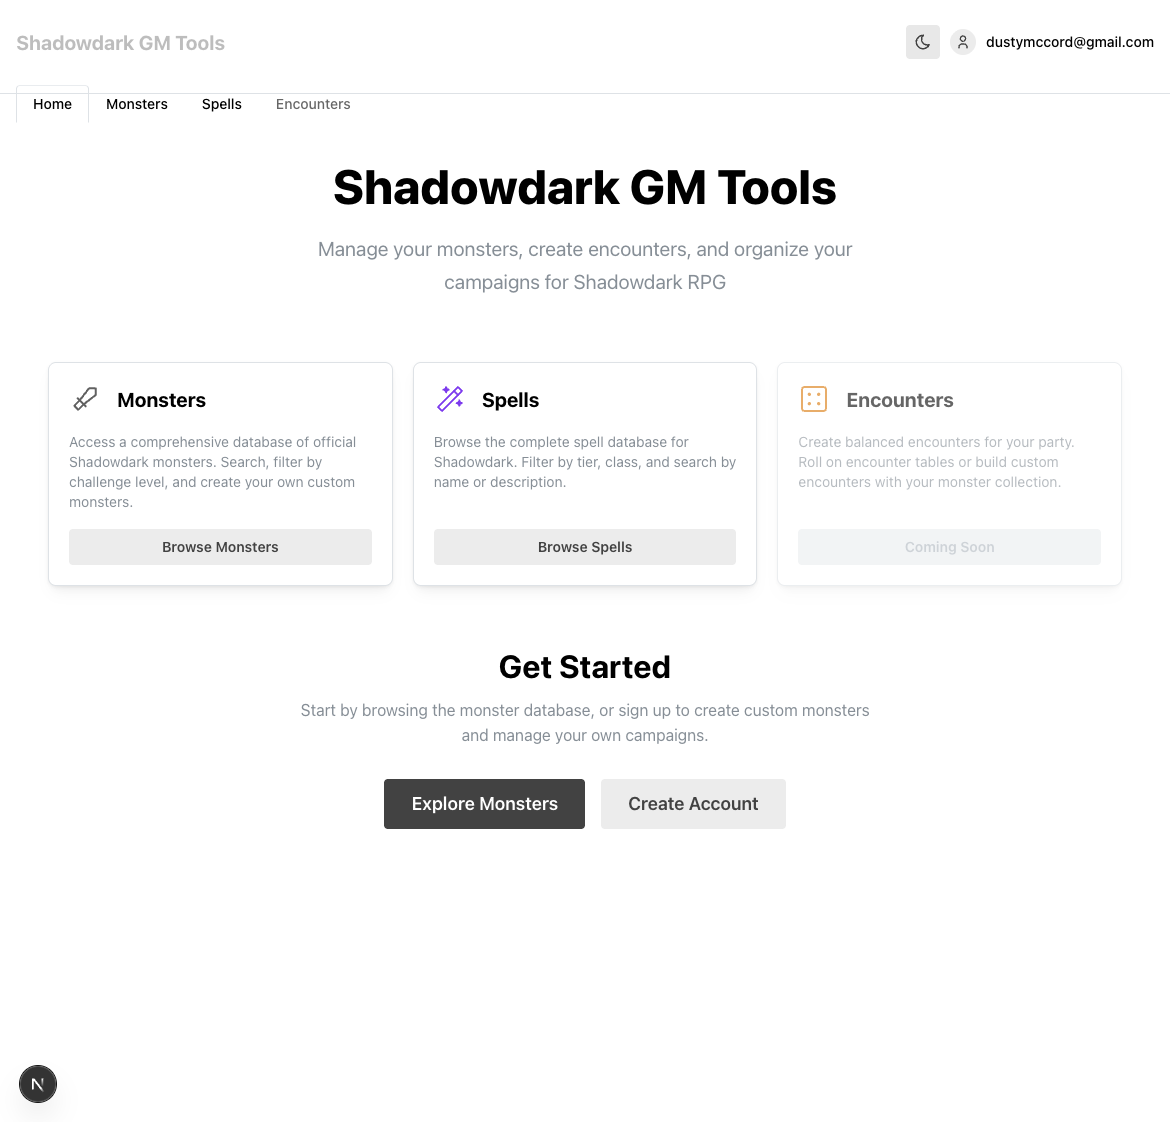 Shadowdark GM Tools
dustymccord@gmail.com
Home
Monsters
Spells
Encounters
Shadowdark GM Tools
Manage your monsters, create encounters, and organize your
campaigns for Shadowdark RPG
Monsters
Access a comprehensive database of official
Shadowdark monsters. Search, filter by
challenge level, and create your own custom
monsters.
Browse Monsters
Spells
Browse the complete spell database for
Shadowdark. Filter by tier, class, and search by
name or description.
Browse Spells
Encounters
Create balanced encounters for your party.
Roll on encounter tables or build custom
encounters with your monster collection.
Coming Soon
Get Started
Start by browsing the monster database, or sign up to create custom monsters
and manage your own campaigns.
Explore Monsters
Create Account
N